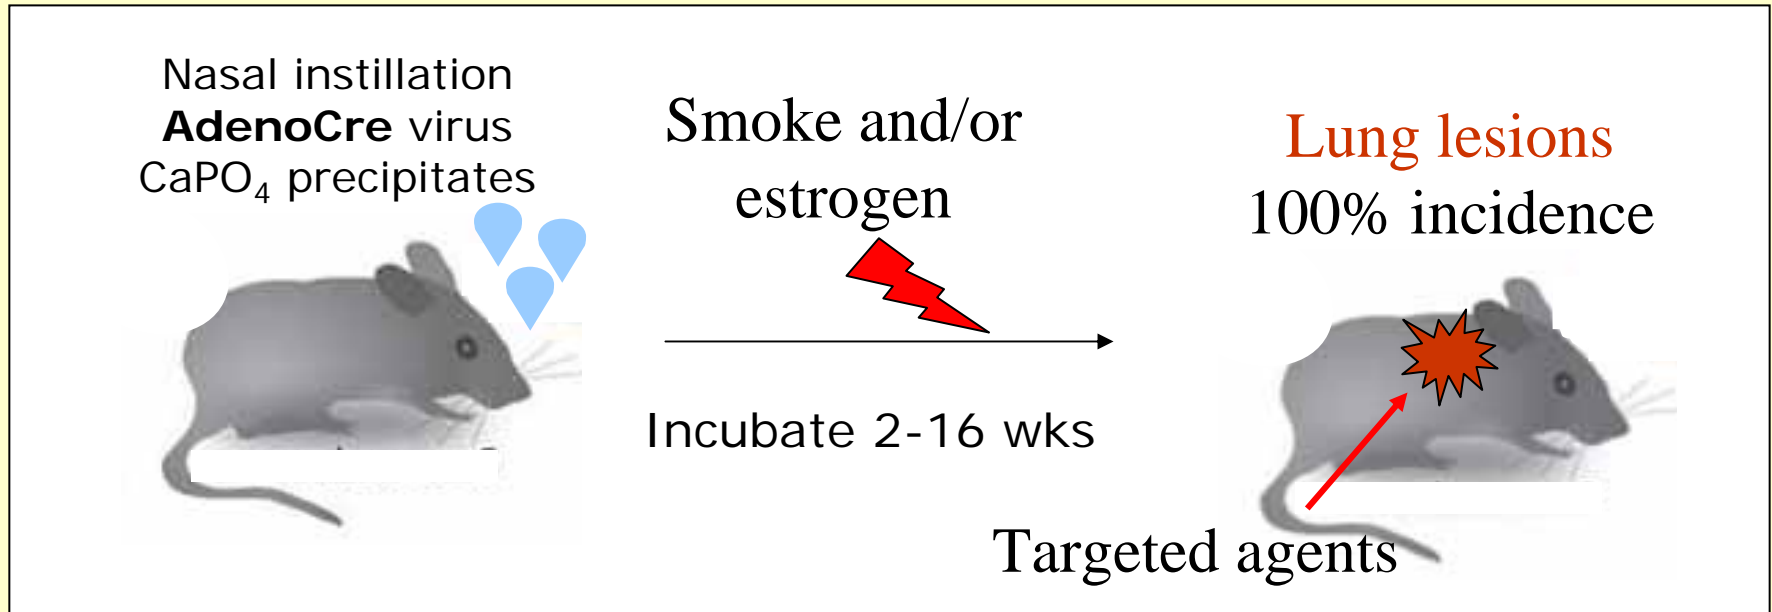 Nasal instillation
AdenoCre virus
CaPO₄ precipitates
Smoke and/or
estrogen
Incubate 2-16 wks
Lung lesions
100% incidence
Targeted agents